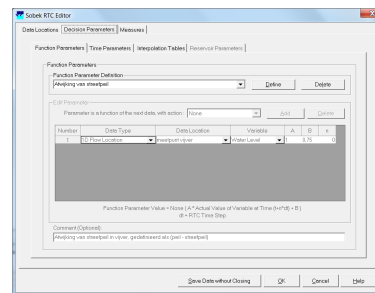 Sobek RTC Editor
Data Locations Decision Parameters Measures
Function Parameters Time Parameters Interpolation Tables Reservoir Parameters
Function Parameters
Function Parameter Definition
Afwijking van streefpeil Define Delete
Edit Parameter
Parameter is a function of the next data, with action : None Add Delete
Number Data Type Data Location Variable A B n
1 1D Flow Location meetpunt vijver Water Level 1 0.75 0
Function Parameter Value = None ( A * Actual Value of Variable at Time (t+n*dt) + B )
dt = RTC Time Step
Comment (Optional):
Afwijking van streefpeil in vijver, gedefinieerd als (peil - streefpeil)
Save Data without Closing OK Cancel Help